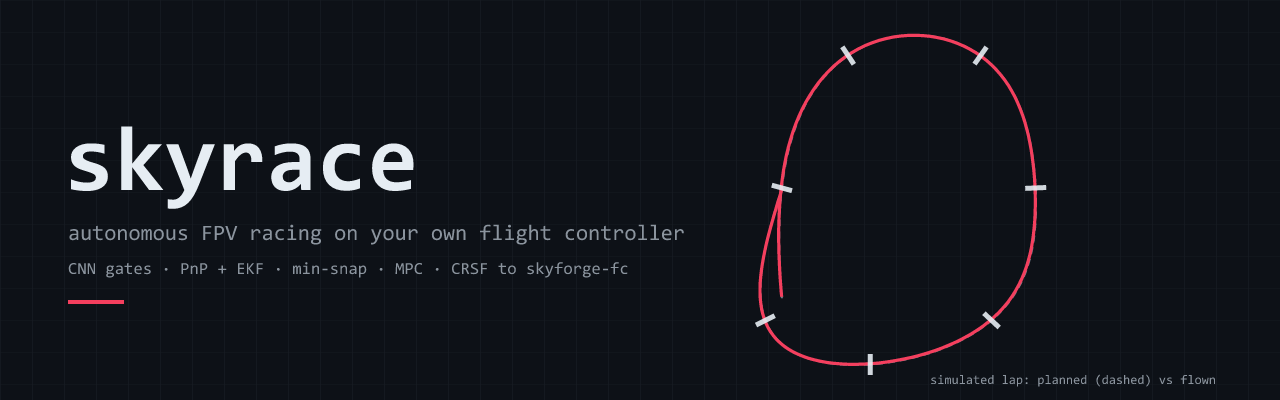 skyrace
autonomous FPV racing on your own flight controller
CNN gates · PnP + EKF · min-snap · MPC · CRSF to skyforge-fc
simulated lap: planned (dashed) vs flown